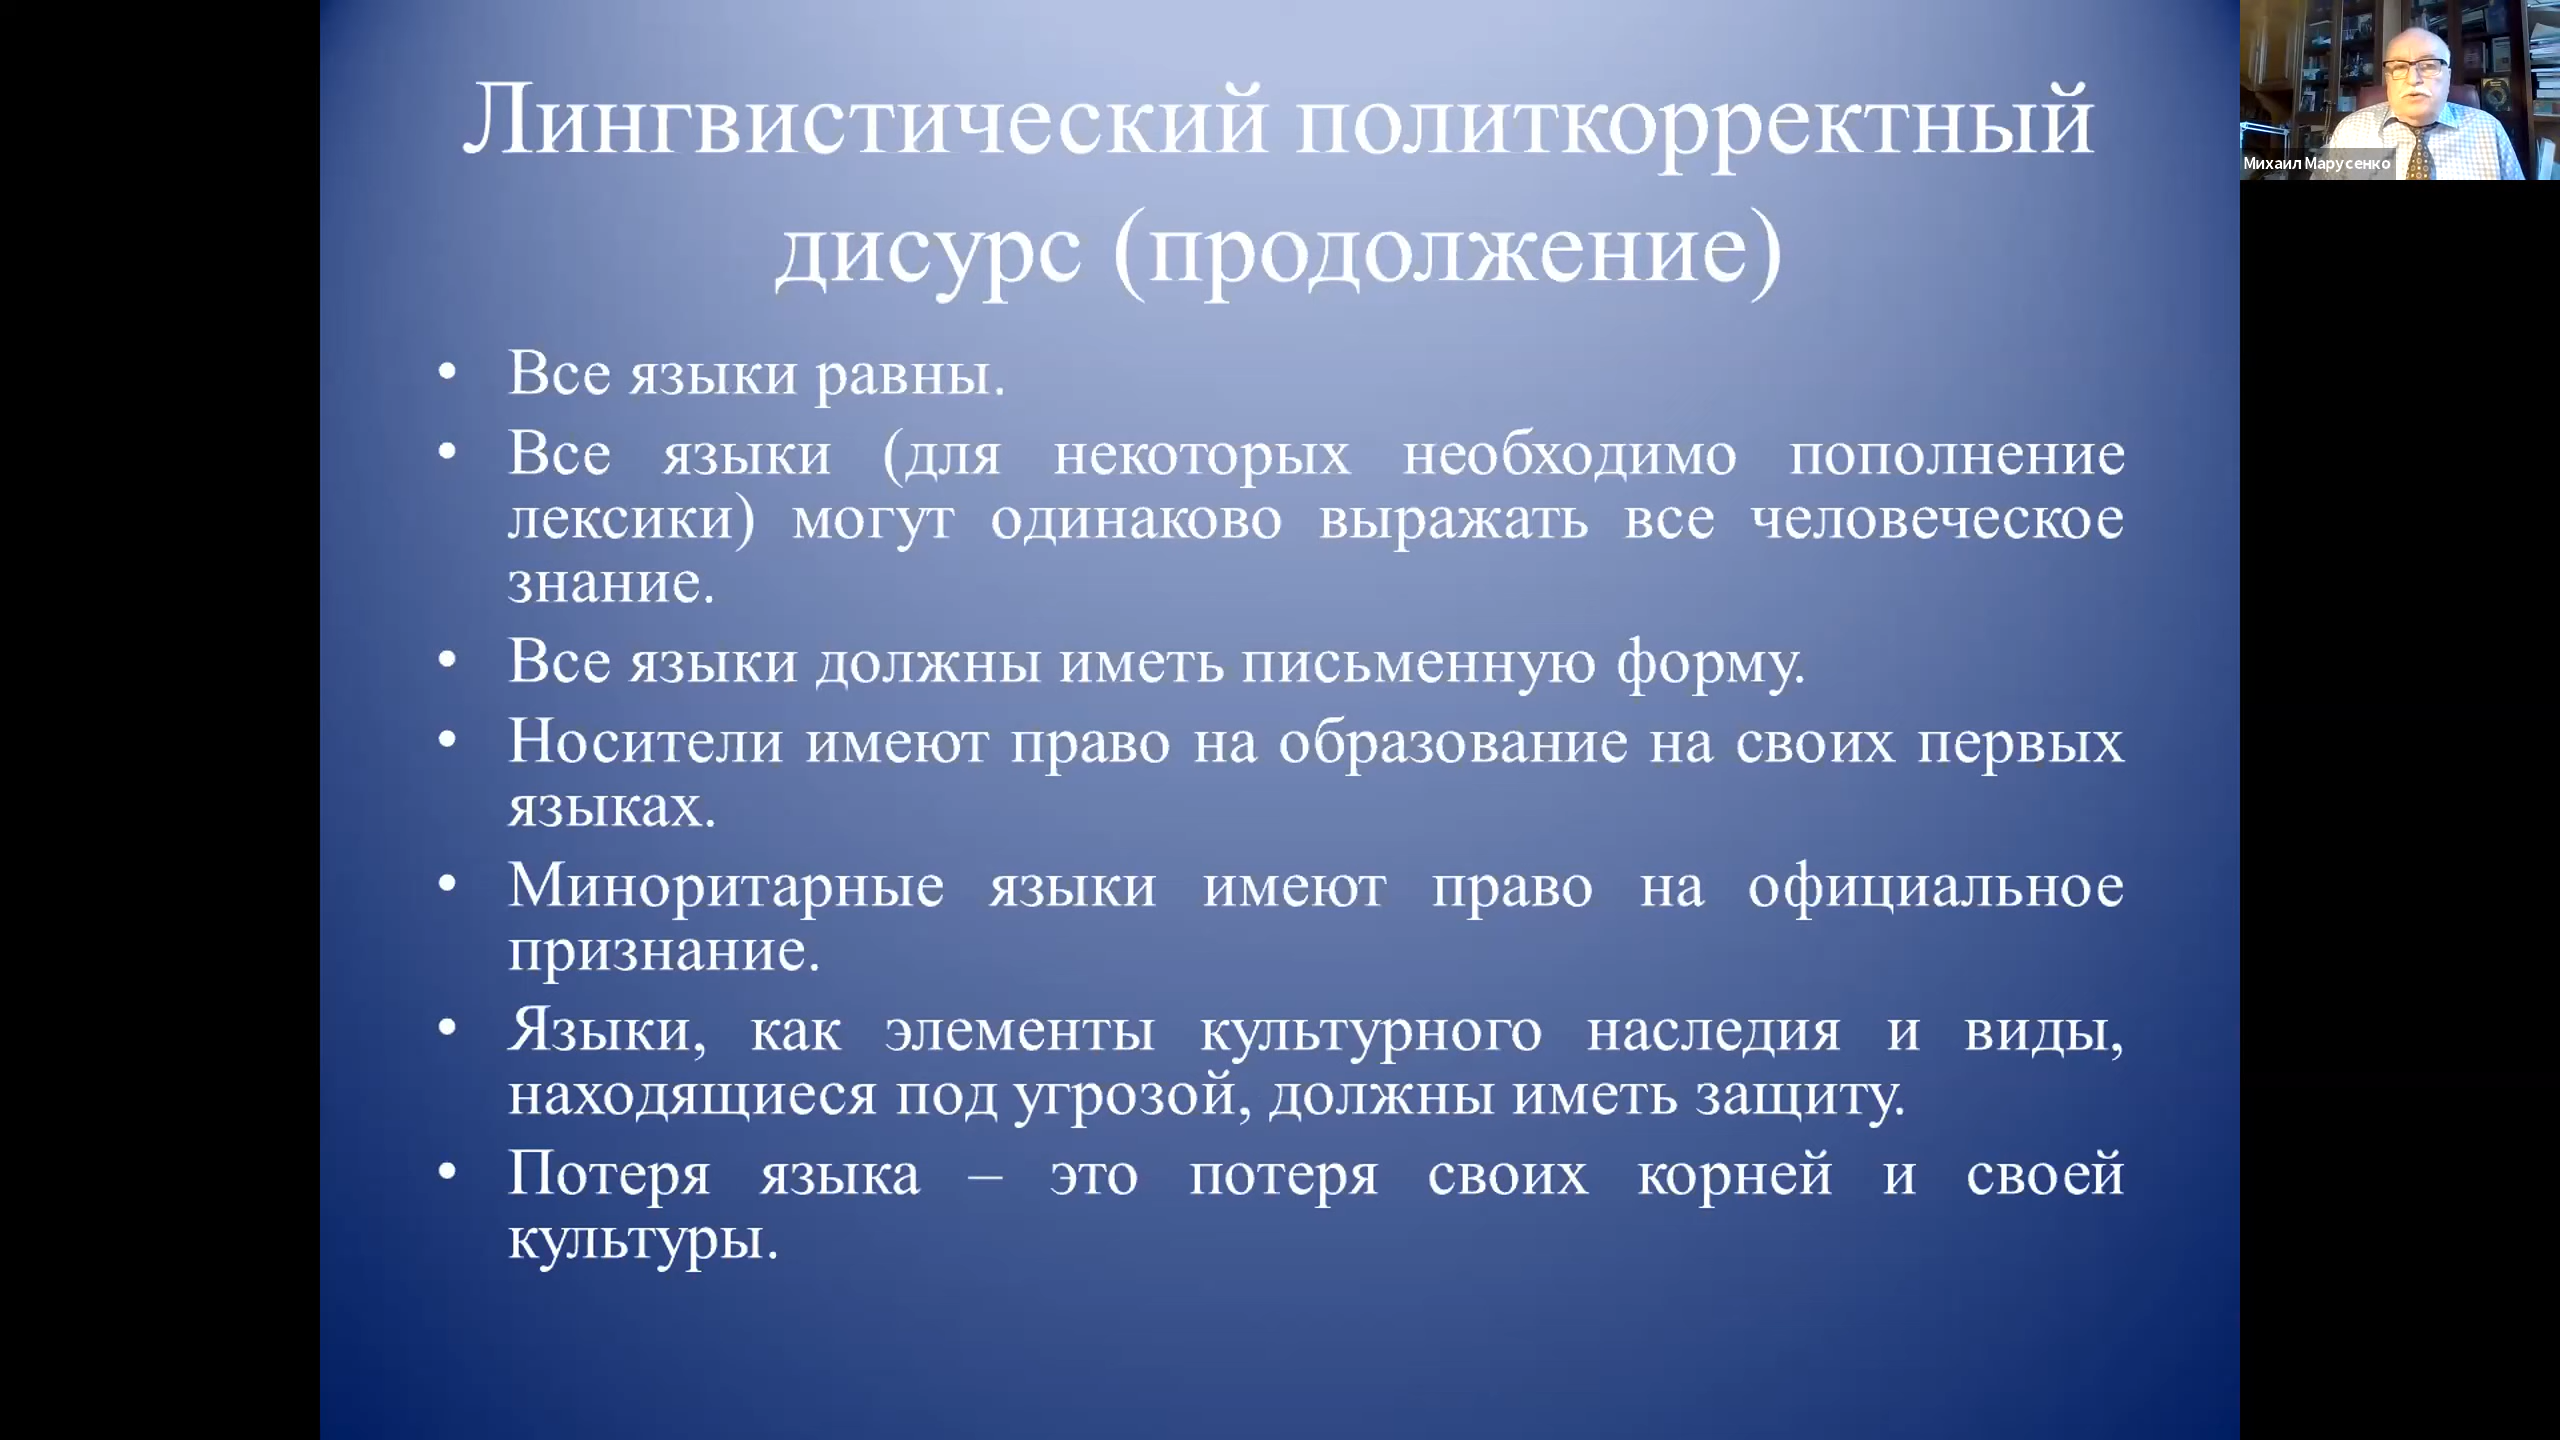 Лингвистический политкорректный
дисурс (продолжение)
• Все языки равны.
• Все языки (для некоторых необходимо пополнение
лексики) могут одинаково выражать все человеческое
знание.
• Все языки должны иметь письменную форму.
• Носители имеют право на образование на своих первых
языках.
• Миноритарные языки имеют право на официальное
признание.
• Языки, как элементы культурного наследия и виды,
находящиеся под угрозой, должны иметь защиту.
• Потеря языка – это потеря своих корней и своей
культуры.
Михаил Марусенко